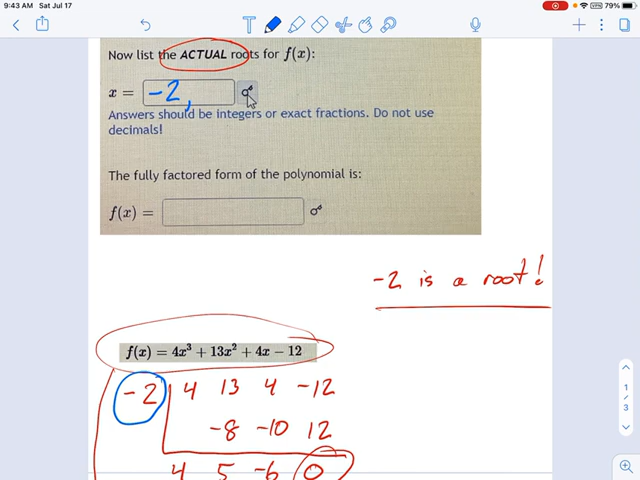 9:43 AM Sat Jul 17
79%
Now list the ACTUAL roots for f(x):
x = -2,
Answers should be integers or exact fractions. Do not use
decimals!
The fully factored form of the polynomial is:
f(x) =
-2 is a root!
f(x) = 4x³ + 13x² + 4x − 12
-2 4 13 4 -12
-8 -10 12
4 5 -6 0
1
/
3